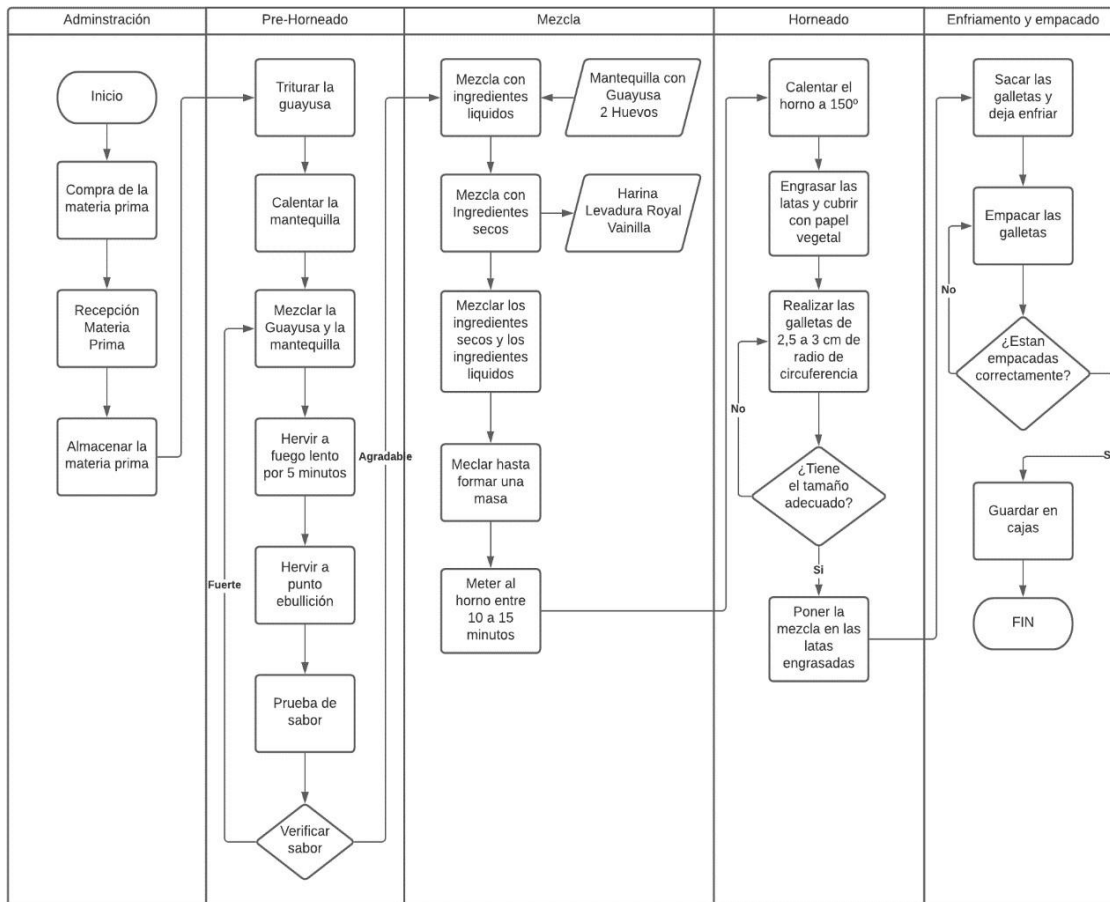 Adminstración
Inicio
Compra de la
materia prima
Recepción
Materia
Prima
Almacenar la
materia prima
Pre-Horneado
Triturar la
guayusa
Calentar la
mantequilla
Mezclar la
Guayusa y la
mantequilla
Hervir a
fuego lento
por 5 minutos
Hervir a
punto
ebullición
Prueba de
sabor
Verificar
sabor
Fuerte
Agradable
Mezcla
Mezcla con
ingredientes
liquidos
Mantequilla con
Guayusa
2 Huevos
Mezcla con
Ingredientes
secos
Harina
Levadura Royal
Vainilla
Mezclar los
ingredientes
secos y los
ingredientes
liquidos
Meclar hasta
formar una
masa
Meter al
horno entre
10 a 15
minutos
Horneado
Calentar el
horno a 150º
Engrasar las
latas y cubrir
con papel
vegetal
Realizar las
galletas de
2,5 a 3 cm de
radio de
circuferencia
No
¿Tiene
el tamaño
adecuado?
Si
Poner la
mezcla en las
latas
engrasadas
Enfriamento y empacado
Sacar las
galletas y
deja enfriar
Empacar las
galletas
No
¿Estan
empacadas
correctamente?
S
Guardar en
cajas
FIN